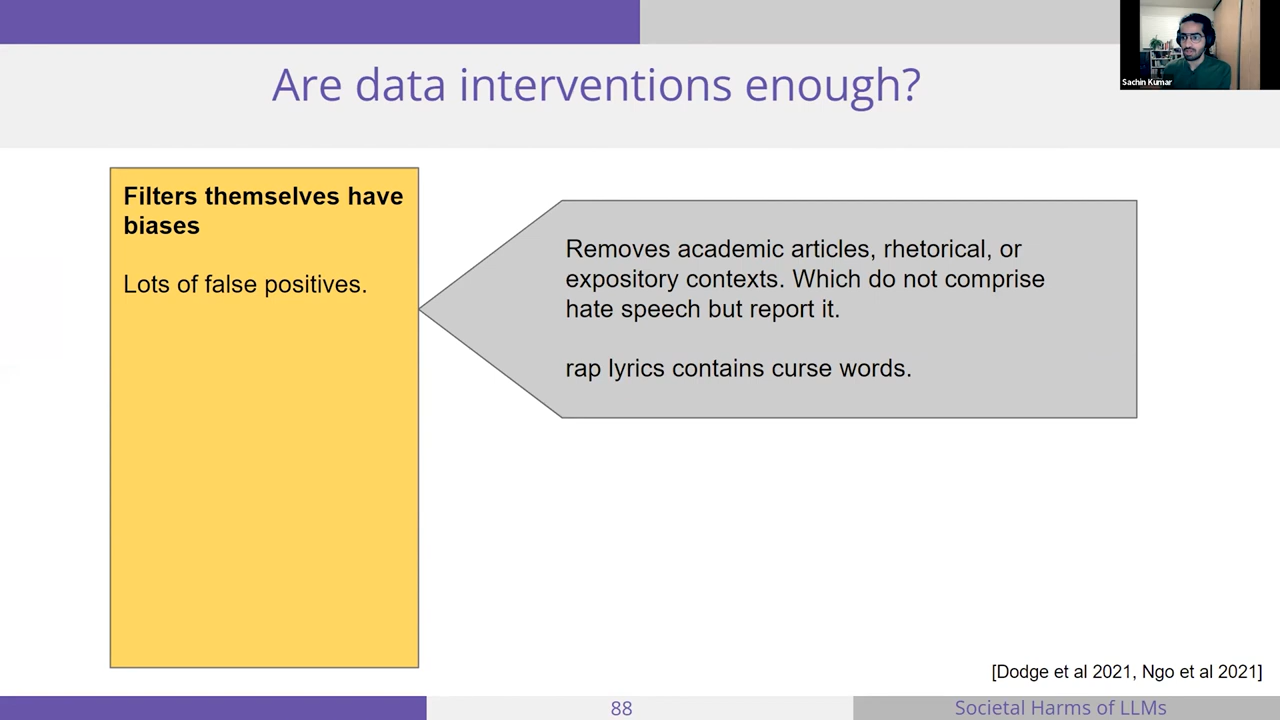 Are data interventions enough?
Sachin Kumar
Filters themselves have
biases
Lots of false positives.
Removes academic articles, rhetorical, or
expository contexts. Which do not comprise
hate speech but report it.
rap lyrics contains curse words.
[Dodge et al 2021, Ngo et al 2021]
88
Societal Harms of LLMs